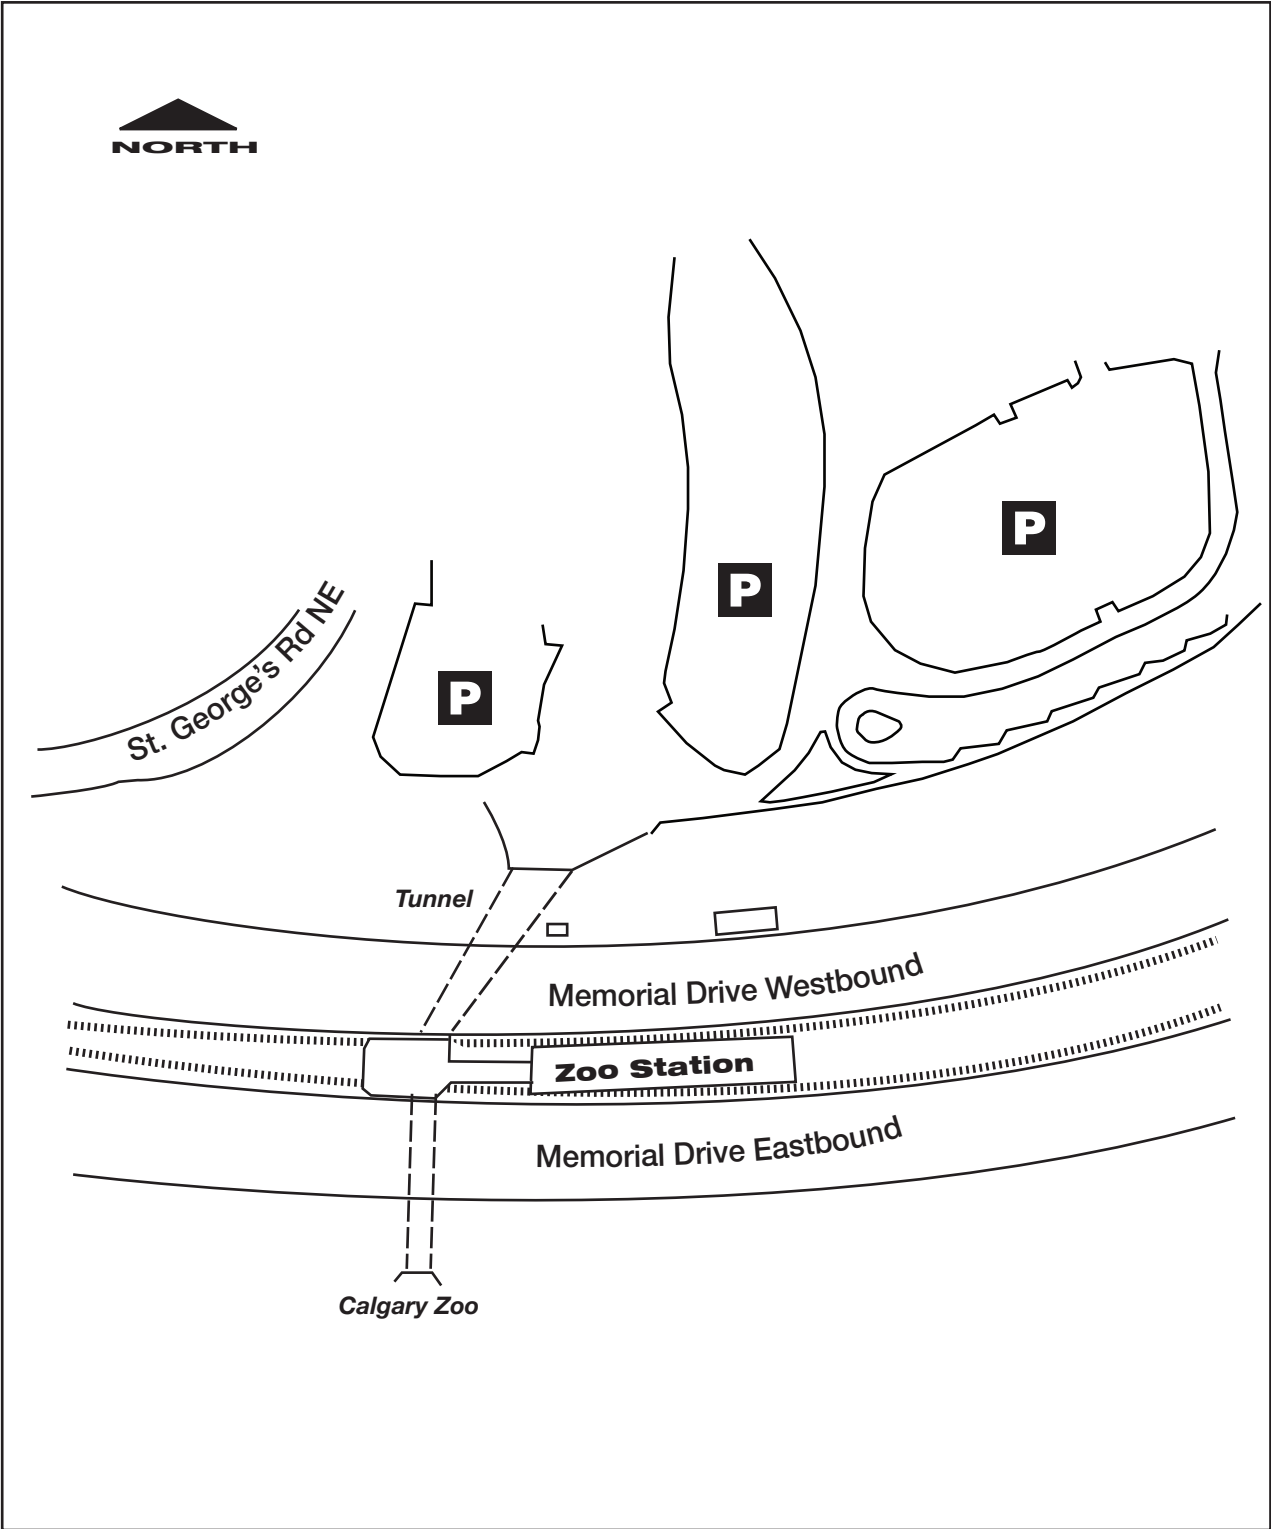 NORTH
P
P
St. George's Rd NE
P
Tunnel
Memorial Drive Westbound
Zoo Station
Memorial Drive Eastbound
Calgary Zoo